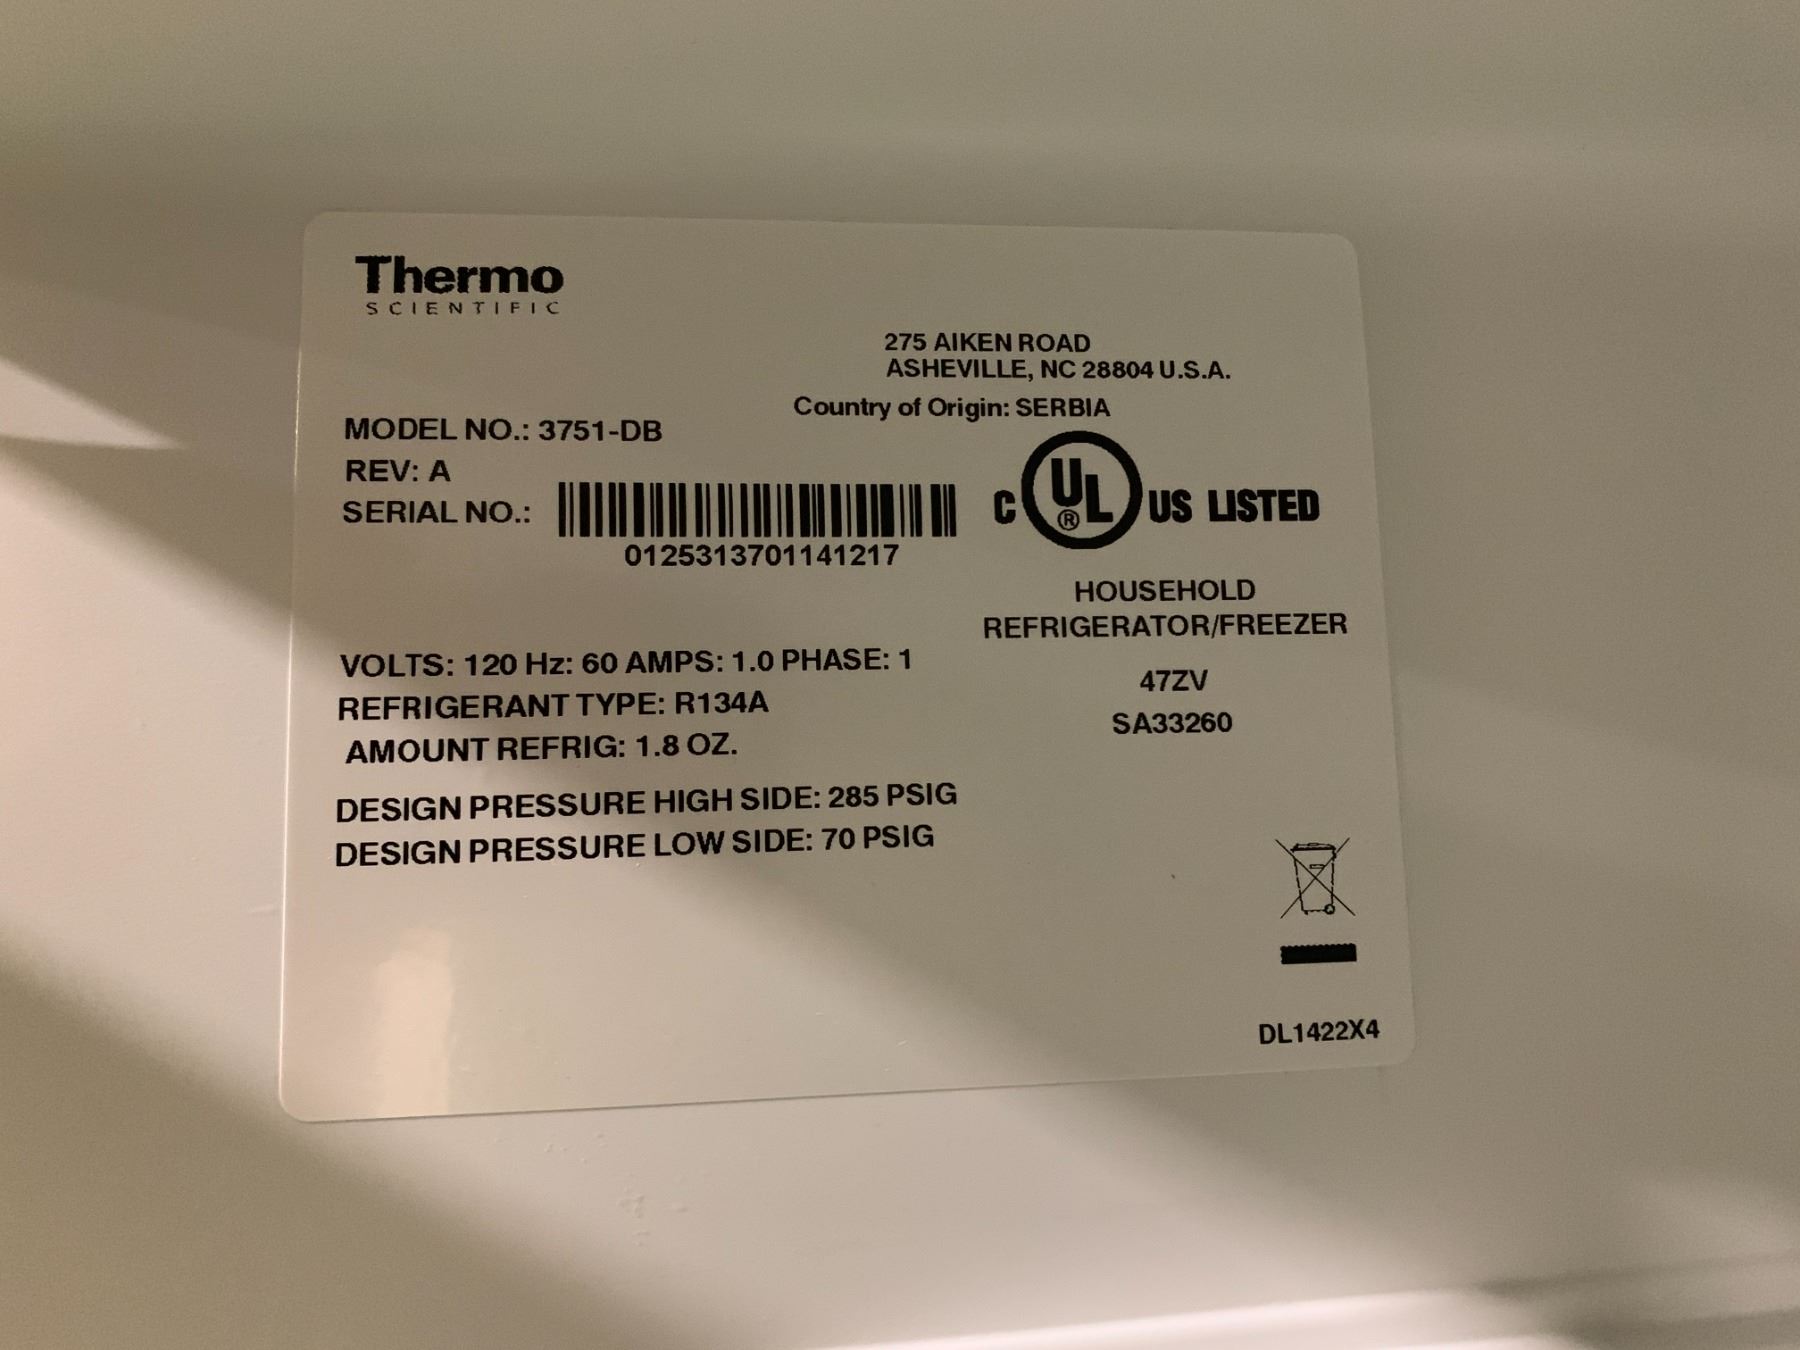 Thermo
SCIENTIFIC
275 AIKEN ROAD
ASHEVILLE, NC 28804 U.S.A.
Country of Origin: SERBIA
MODEL NO.: 3751-DB
REV: A
SERIAL NO.:
0125313701141217
C UL ® US LISTED
HOUSEHOLD
REFRIGERATOR/FREEZER
47ZV
SA33260
VOLTS: 120 Hz: 60 AMPS: 1.0 PHASE: 1
REFRIGERANT TYPE: R134A
AMOUNT REFRIG: 1.8 OZ.
DESIGN PRESSURE HIGH SIDE: 285 PSIG
DESIGN PRESSURE LOW SIDE: 70 PSIG
DL1422X4